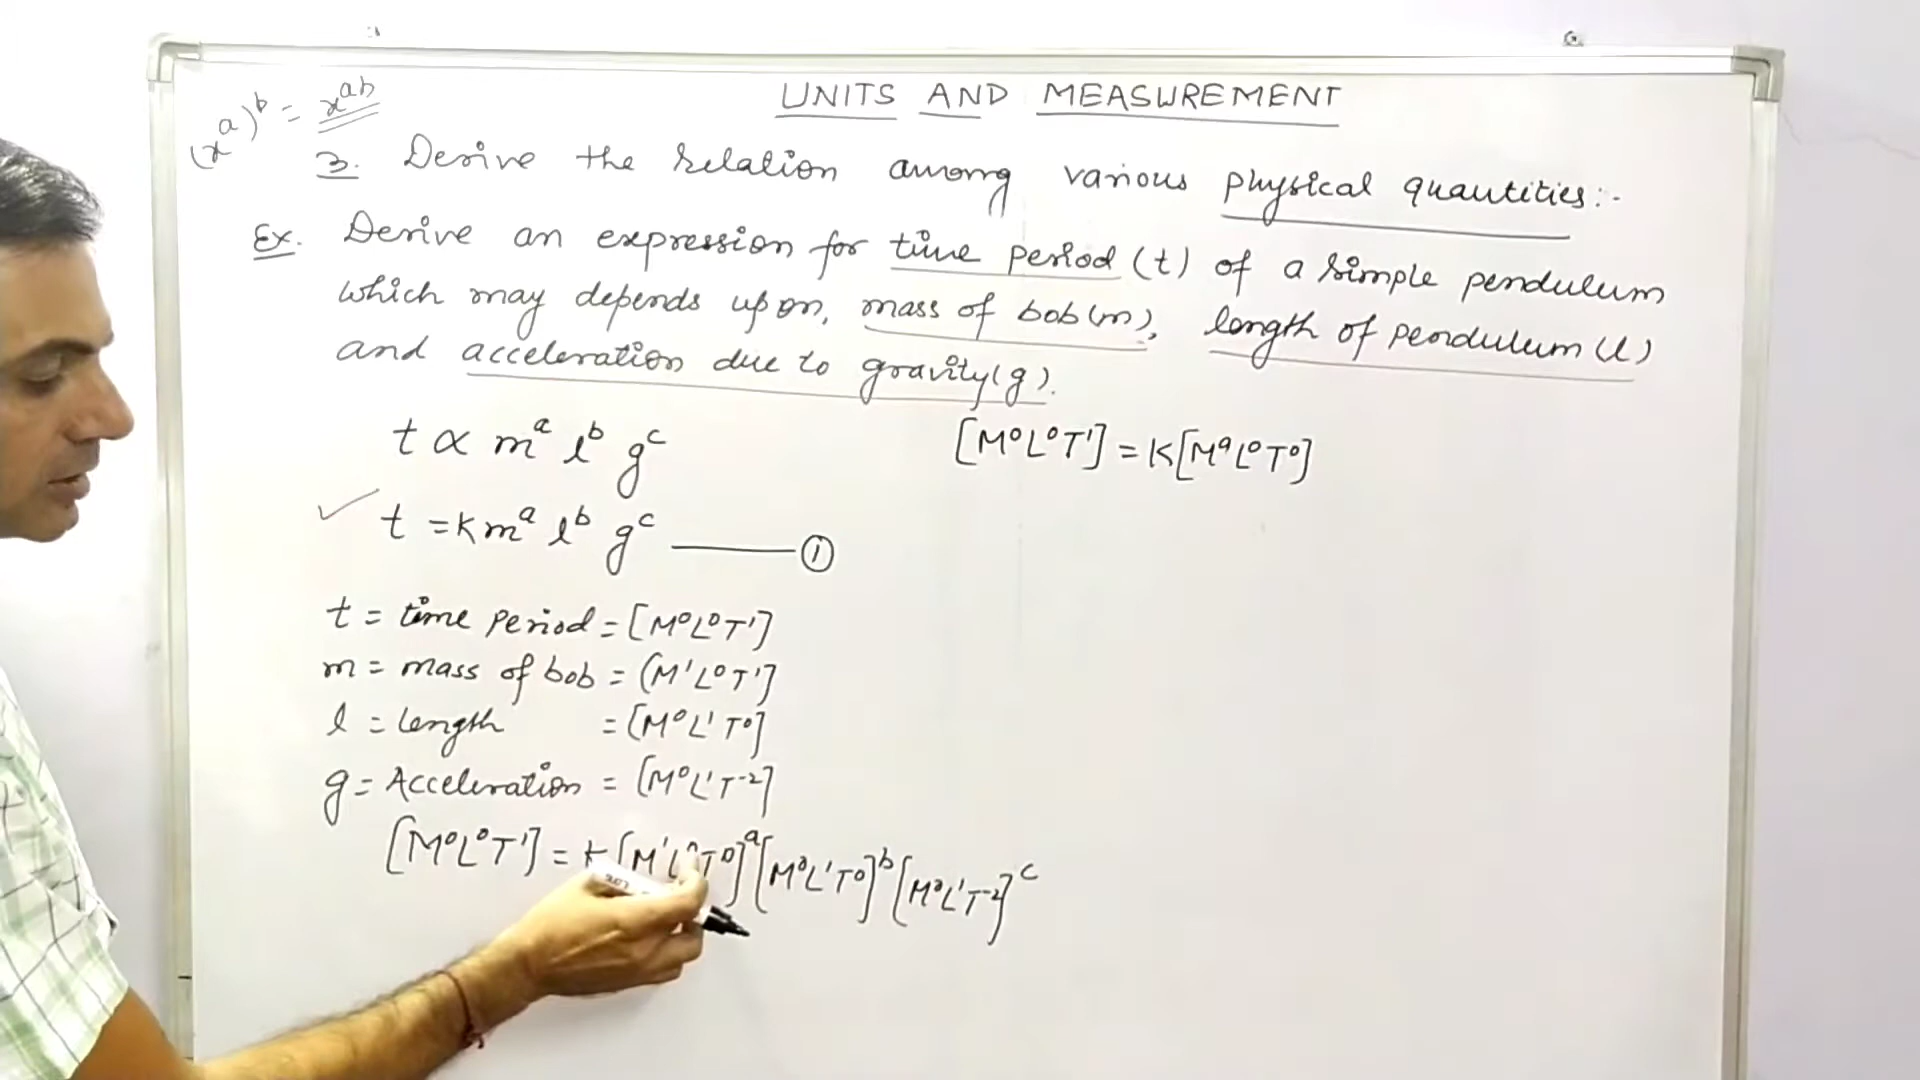 UNITS AND MEASUREMENT
(x^a)^b = x^ab
3. Derive the relation among various physical quantities:-
Ex. Derive an expression for time period (t) of a simple pendulum
which may depends upon, mass of bob(m), length of pendulum (l)
and acceleration due to gravity(g).
t ∝ m^a l^b g^c
t = K m^a l^b g^c ——— ①
t = time period = [M⁰L⁰T¹]
m = mass of bob = (M¹L⁰T¹]
l = length = [M⁰L¹T⁰]
g = Acceleration = [M⁰L¹T⁻²]
[M⁰L⁰T¹] = K [M¹L⁰T⁰]^a [M⁰L¹T⁰]^b [M⁰L¹T⁻²]^c
[M⁰L⁰T¹] = K[M^a L⁰T⁰]